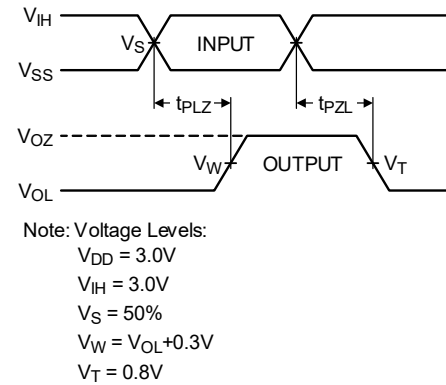 V_IH
V_S
INPUT
V_SS
t_PLZ
t_PZL
V_OZ
V_W
OUTPUT
V_T
V_OL
Note: Voltage Levels:
V_DD = 3.0V
V_IH = 3.0V
V_S = 50%
V_W = V_OL+0.3V
V_T = 0.8V